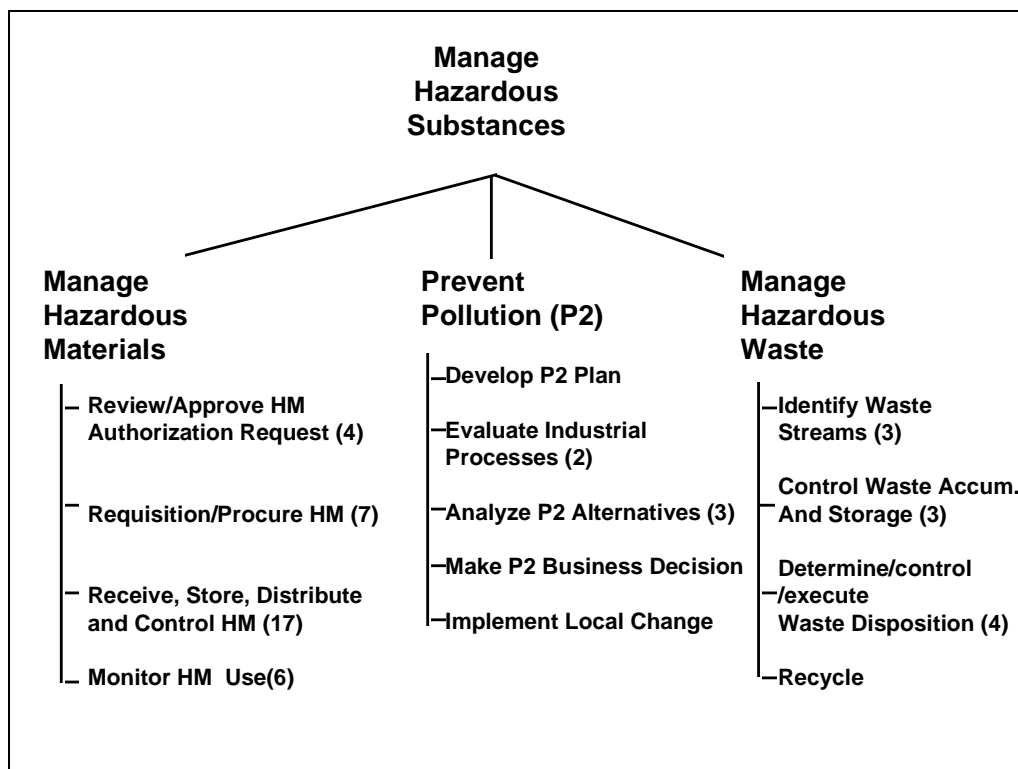 Manage
Hazardous
Substances
Manage
Hazardous
Materials
Review/Approve HM
Authorization Request (4)
Requisition/Procure HM (7)
Receive, Store, Distribute
and Control HM (17)
Monitor HM  Use(6)
Prevent
Pollution (P2)
Develop P2 Plan
Evaluate Industrial
Processes (2)
Analyze P2 Alternatives (3)
Make P2 Business Decision
Implement Local Change
Manage
Hazardous
Waste
Identify Waste
Streams (3)
Control Waste Accum.
And Storage (3)
Determine/control
/execute
Waste Disposition (4)
Recycle